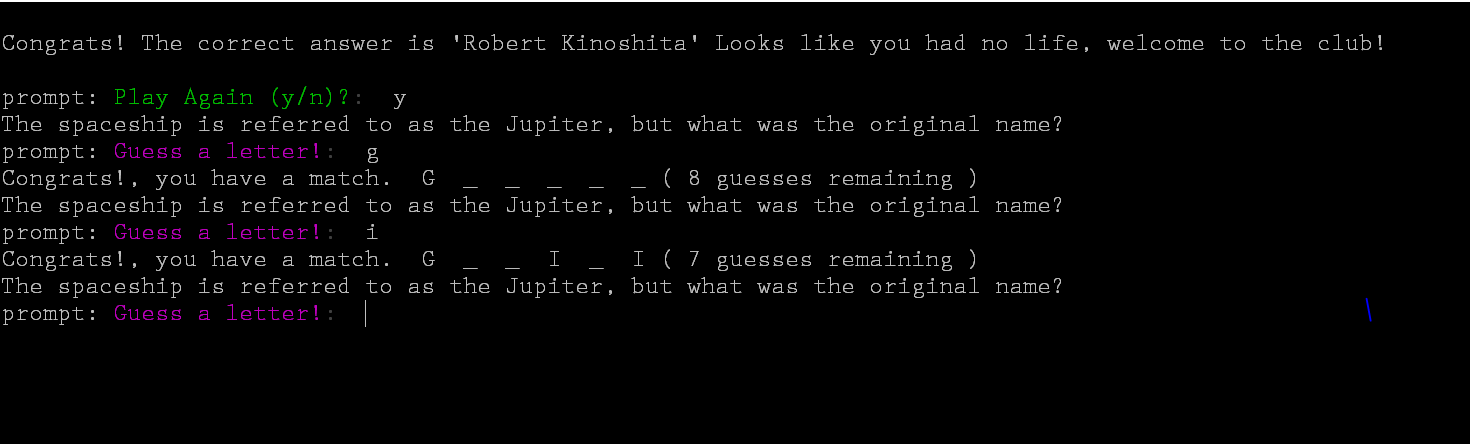 Congrats! The correct answer is 'Robert Kinoshita' Looks like you had no life, welcome to the club!
prompt: Play Again (y/n)?:  y
The spaceship is referred to as the Jupiter, but what was the original name?
prompt: Guess a letter!:  g
Congrats!, you have a match.  G  _  _  _  _  _ ( 8 guesses remaining )
The spaceship is referred to as the Jupiter, but what was the original name?
prompt: Guess a letter!:  i
Congrats!, you have a match.  G  _  _  I  _  I ( 7 guesses remaining )
The spaceship is referred to as the Jupiter, but what was the original name?
prompt: Guess a letter!: